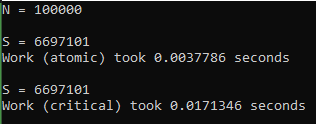 N = 100000
S = 6697101
Work (atomic) took 0.0037786 seconds
S = 6697101
Work (critical) took 0.0171346 seconds